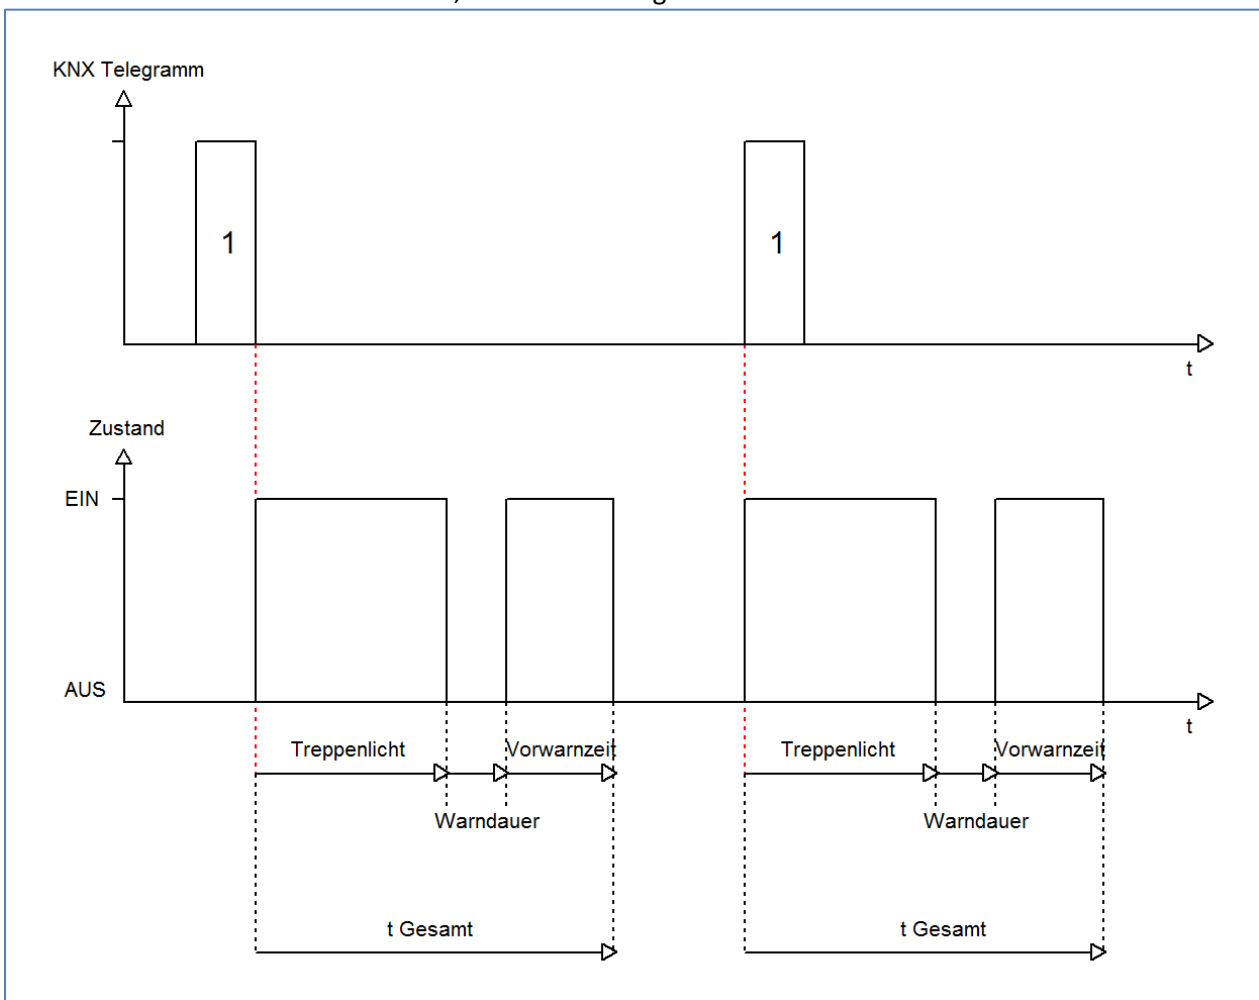 KNX Telegramm
1
1
t
Zustand
EIN
AUS
t
Treppenlicht
Vorwarnzeit
Treppenlicht
Vorwarnzeit
Warndauer
Warndauer
t Gesamt
t Gesamt